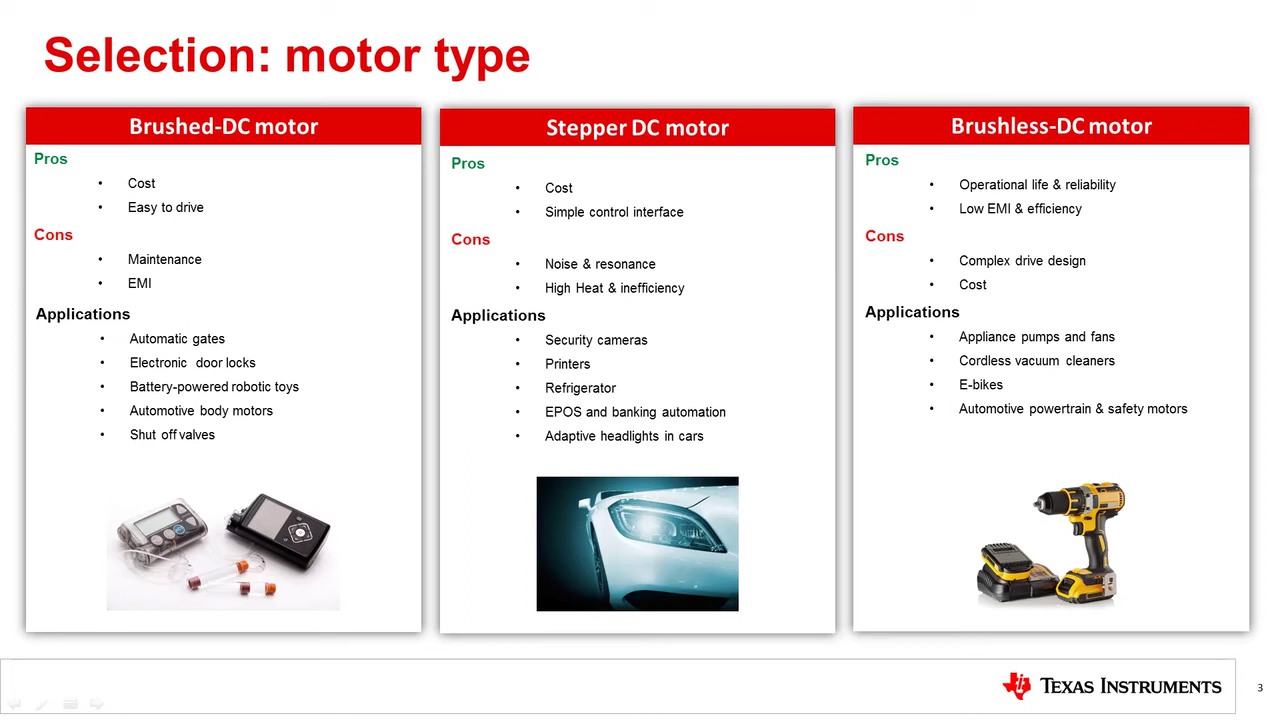 Selection: motor type
Brushed-DC motor
Pros
• Cost
• Easy to drive
Cons
• Maintenance
• EMI
Applications
• Automatic gates
• Electronic door locks
• Battery-powered robotic toys
• Automotive body motors
• Shut off valves
Stepper DC motor
Pros
• Cost
• Simple control interface
Cons
• Noise & resonance
• High Heat & inefficiency
Applications
• Security cameras
• Printers
• Refrigerator
• EPOS and banking automation
• Adaptive headlights in cars
Brushless-DC motor
Pros
• Operational life & reliability
• Low EMI & efficiency
Cons
• Complex drive design
• Cost
Applications
• Appliance pumps and fans
• Cordless vacuum cleaners
• E-bikes
• Automotive powertrain & safety motors
TEXAS INSTRUMENTS
3